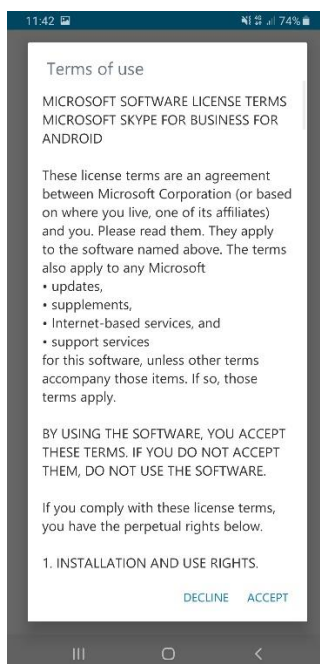 11:42 74%
Terms of use
MICROSOFT SOFTWARE LICENSE TERMS
MICROSOFT SKYPE FOR BUSINESS FOR
ANDROID
These license terms are an agreement
between Microsoft Corporation (or based
on where you live, one of its affiliates)
and you. Please read them. They apply
to the software named above. The terms
also apply to any Microsoft
• updates,
• supplements,
• Internet-based services, and
• support services
for this software, unless other terms
accompany those items. If so, those
terms apply.
BY USING THE SOFTWARE, YOU ACCEPT
THESE TERMS. IF YOU DO NOT ACCEPT
THEM, DO NOT USE THE SOFTWARE.
If you comply with these license terms,
you have the perpetual rights below.
1. INSTALLATION AND USE RIGHTS.
DECLINE ACCEPT